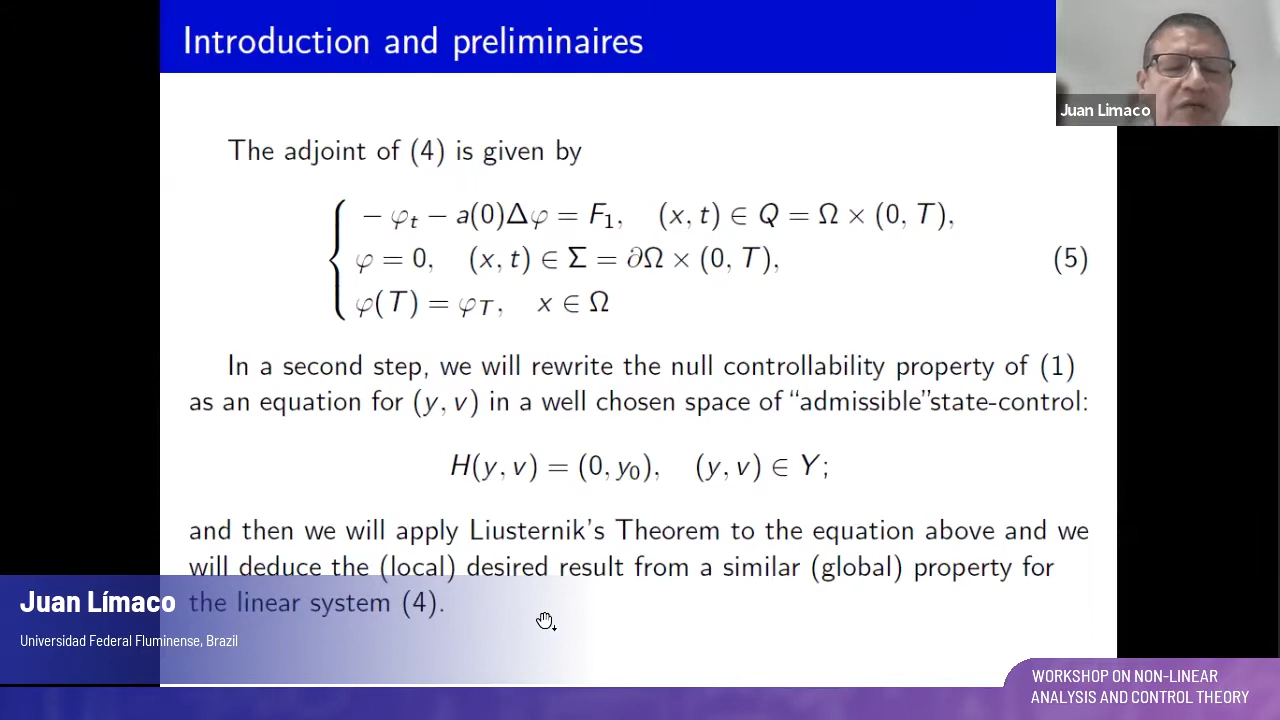 Introduction and preliminaires
Juan Limaco
The adjoint of (4) is given by
− φt − a(0)Δφ = F1, (x, t) ∈ Q = Ω × (0, T),
φ = 0, (x, t) ∈ Σ = ∂Ω × (0, T),
(5)
φ(T) = φT, x ∈ Ω
In a second step, we will rewrite the null controllability property of (1)
as an equation for (y, v) in a well chosen space of “admissible”state-control:
H(y, v) = (0, y0), (y, v) ∈ Y;
and then we will apply Liusternik's Theorem to the equation above and we
will deduce the (local) desired result from a similar (global) property for
the linear system (4).
Juan Límaco
Universidad Federal Fluminense, Brazil
WORKSHOP ON NON-LINEAR
ANALYSIS AND CONTROL THEORY